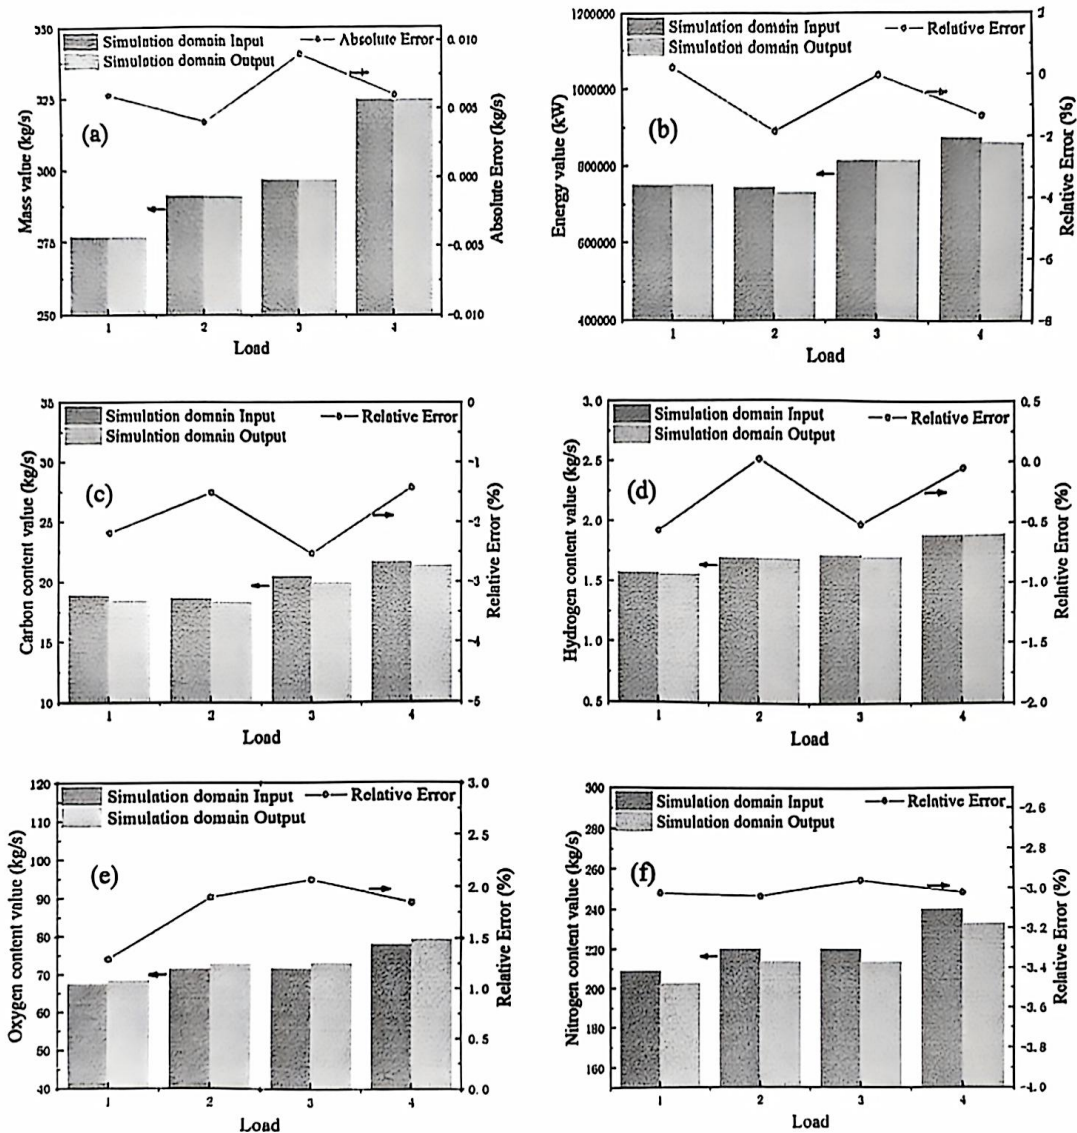 350
325
300
275
250
Mass value (kg/s)
Simulation domain Input
Simulation domain Output
Absolute Error
(a)
0.010
0.005
0.000
-0.005
-0.010
Absolute Error (kg/s)
1 2 3 4
Load
1200000
1000000
800000
600000
400000
Energy value (kW)
Simulation domain Input
Simulation domain Output
Relative Error
(b)
2
0
-2
-4
-6
-8
Relative Error (%)
1 2 3 4
Load
35
30
25
20
15
10
Carbon content value (kg/s)
Simulation domain Input
Simulation domain Output
Relative Error
(c)
0
-1
-2
-3
-4
-5
Relative Error (%)
1 2 3 4
Load
3.0
2.5
2.0
1.5
1.0
0.5
Hydrogen content value (kg/s)
Simulation domain Input
Simulation domain Output
Relative Error
(d)
0.5
0.0
-0.5
-1.0
-1.5
-2.0
Relative Error (%)
1 2 3 4
Load
120
110
100
90
80
70
60
50
40
Oxygen content value (kg/s)
Simulation domain Input
Simulation domain Output
Relative Error
(e)
3.0
2.5
2.0
1.5
1.0
0.5
0.0
Relative Error (%)
1 2 3 4
Load
300
290
280
260
240
220
200
180
160
Nitrogen content value (kg/s)
Simulation domain Input
Simulation domain Output
Relative Error
(f)
-2.6
-2.8
-3.0
-3.2
-3.4
-3.6
-3.8
-4.0
Relative Error (%)
1 2 3 4
Load